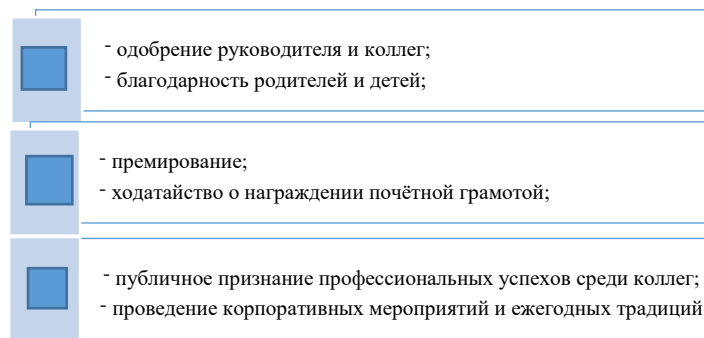 - одобрение руководителя и коллег;
- благодарность родителей и детей;
- премирование;
- ходатайство о награждении почётной грамотой;
- публичное признание профессиональных успехов среди коллег;
- проведение корпоративных мероприятий и ежегодных традиций